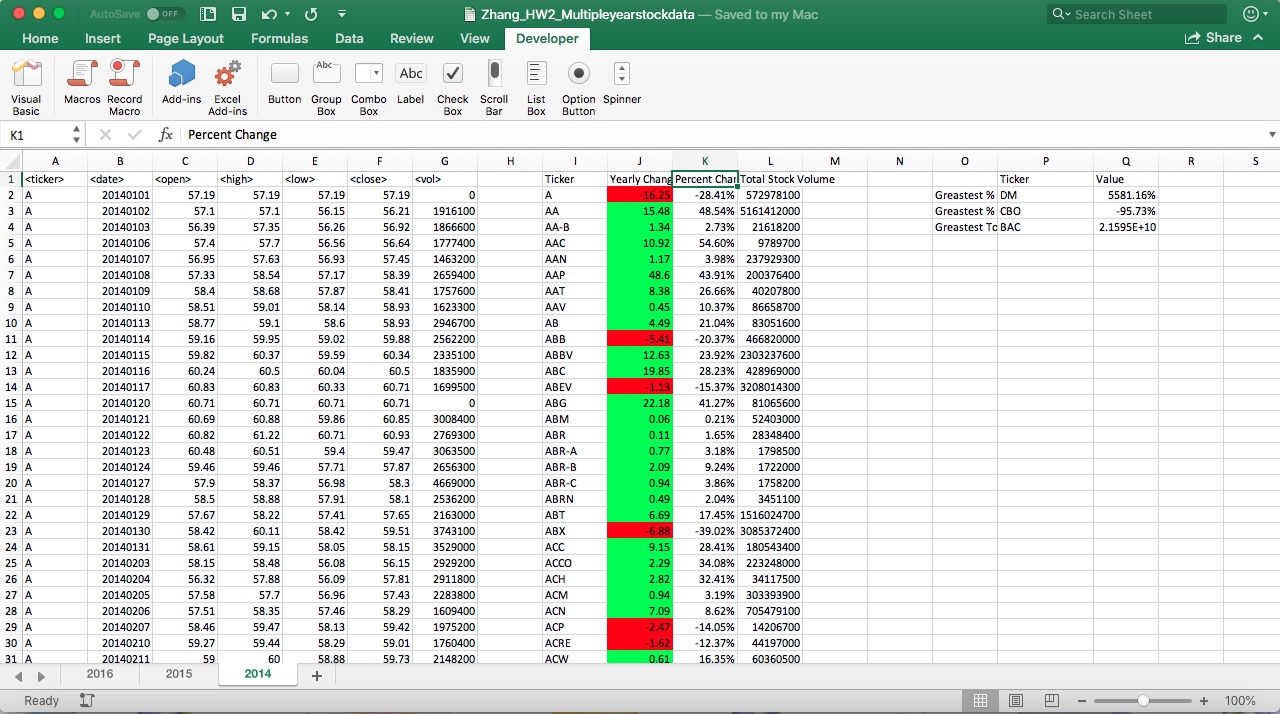 AutoSave OFF Zhang_HW2_Multipleyearstockdata — Saved to my Mac Search Sheet
Home Insert Page Layout Formulas Data Review View Developer Share
Abc Abc
Visual Basic Macros Record Macro Add-ins Excel Add-ins Button Group Box Combo Box Label Check Box Scroll Bar List Box Option Button Spinner
K1 fx Percent Change
A B C D E F G H I J K L M N O P Q R S
1 <ticker> <date> <open> <high> <low> <close> <vol> Ticker Yearly Chang Percent Chan Total Stock Volume Ticker Value
2 A 20140101 57.19 57.19 57.19 57.19 0 A -16.25 -28.41% 572978100 Greastest % DM 5581.16%
3 A 20140102 57.1 57.1 56.15 56.21 1916100 AA 15.48 48.54% 5161412000 Greastest % CBO -95.73%
4 A 20140103 56.39 57.35 56.26 56.92 1866600 AA-B 1.34 2.73% 21618200 Greastest To BAC 2.1595E+10
5 A 20140106 57.4 57.7 56.56 56.64 1777400 AAC 10.92 54.60% 9789700
6 A 20140107 56.95 57.63 56.93 57.45 1463200 AAN 1.17 3.98% 237929300
7 A 20140108 57.33 58.54 57.17 58.39 2659400 AAP 48.6 43.91% 200376400
8 A 20140109 58.4 58.68 57.87 58.41 1757600 AAT 8.38 26.66% 40207800
9 A 20140110 58.51 59.01 58.14 58.93 1623300 AAV 0.45 10.37% 86658700
10 A 20140113 58.77 59.1 58.6 58.93 2946700 AB 4.49 21.04% 83051600
11 A 20140114 59.16 59.95 59.02 59.88 2562200 ABB -5.41 -20.37% 466820000
12 A 20140115 59.82 60.37 59.59 60.34 2335100 ABBV 12.63 23.92% 2303237600
13 A 20140116 60.24 60.5 60.04 60.5 1835900 ABC 19.85 28.23% 428969000
14 A 20140117 60.83 60.83 60.33 60.71 1699500 ABEV -1.13 -15.37% 3208014300
15 A 20140120 60.71 60.71 60.71 60.71 0 ABG 22.18 41.27% 81065600
16 A 20140121 60.69 60.88 59.86 60.85 3008400 ABM 0.06 0.21% 52403000
17 A 20140122 60.82 61.22 60.71 60.93 2769300 ABR 0.11 1.65% 28348400
18 A 20140123 60.48 60.51 59.4 59.47 3063500 ABR-A 0.77 3.18% 1798500
19 A 20140124 59.46 59.46 57.71 57.87 2656300 ABR-B 2.09 9.24% 1722000
20 A 20140127 57.9 58.37 56.98 58.3 4669000 ABR-C 0.94 3.86% 1758200
21 A 20140128 58.5 58.88 57.91 58.1 2536200 ABRN 0.49 2.04% 3451100
22 A 20140129 57.67 58.22 57.41 57.65 2163000 ABT 6.69 17.45% 1516024700
23 A 20140130 58.42 60.11 58.42 59.51 3743100 ABX -6.88 -39.02% 3085372400
24 A 20140131 58.61 59.15 58.05 58.15 3529000 ACC 9.15 28.41% 180543400
25 A 20140203 58.15 58.48 56.08 56.15 2929200 ACCO 2.29 34.08% 223248000
26 A 20140204 56.32 57.88 56.09 57.81 2911800 ACH 2.82 32.41% 34117500
27 A 20140205 57.58 57.7 56.96 57.43 2283800 ACM 0.94 3.19% 303393900
28 A 20140206 57.51 58.35 57.46 58.29 1609400 ACN 7.09 8.62% 705479100
29 A 20140207 58.46 59.47 58.13 59.42 1975200 ACP -2.47 -14.05% 14206700
30 A 20140210 59.27 59.44 58.29 59.01 1760400 ACRE -1.62 -12.37% 44197000
31 A 20140211 59 60 58.88 59.73 2148200 ACW 0.61 16.35% 60360500
2016 2015 2014 +
Ready 100%